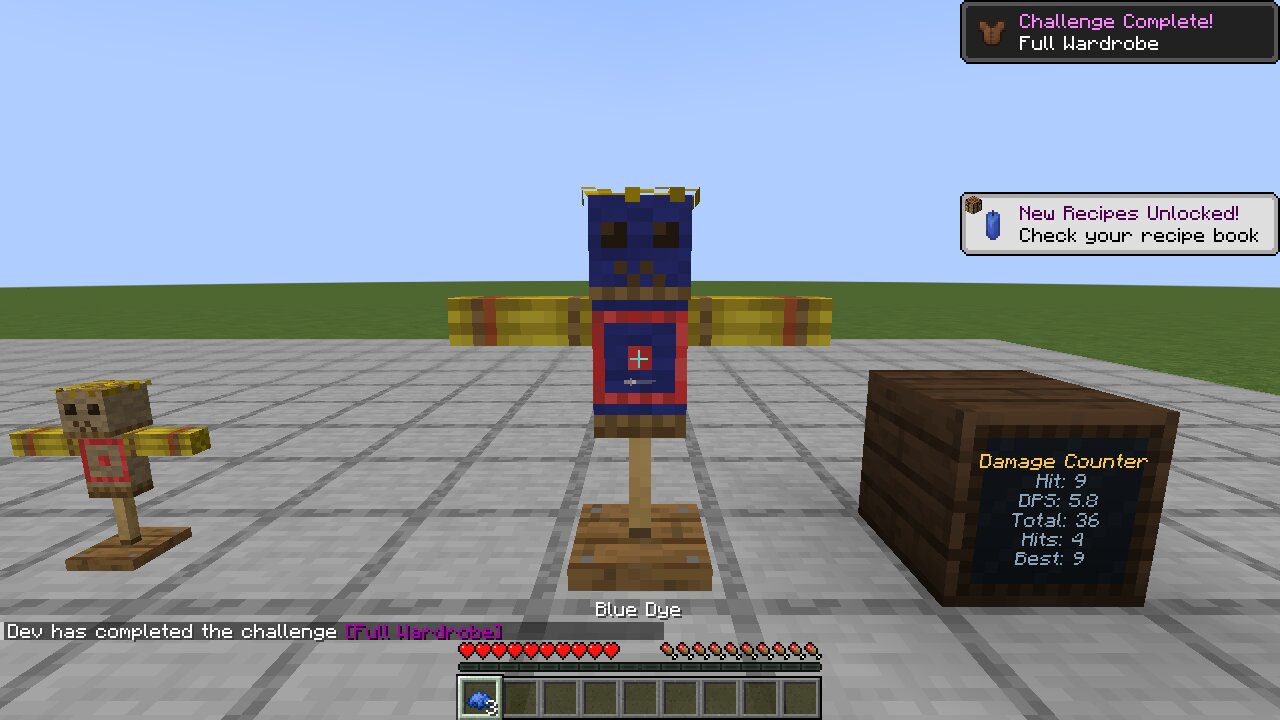 Challenge Complete!
Full Wardrobe
New Recipes Unlocked!
Check your recipe book
Damage Counter
Hit: 9
DPS: 5.8
Total: 36
Hits: 4
Best: 9
Blue Dye
Dev has completed the challenge [Full Wardrobe]
3